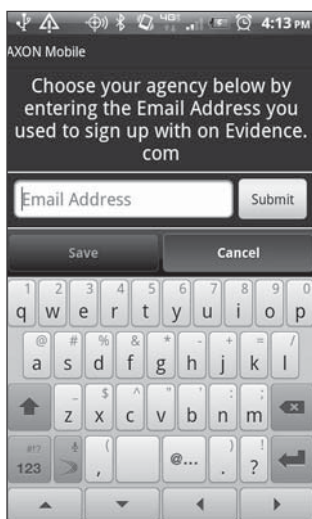 4G 4:13 PM
AXON Mobile
Choose your agency below by
entering the Email Address you
used to sign up with on Evidence.
com
Email Address Submit
Save Cancel
1 2 3 4 5 6 7 8 9 0
q w e r t y u i o p
@ # % & * - + = /
a s d f g h j k l
_ $ ^ " ' : ;
z x c v b n m
#!? ( ) !
123 , @... . ?